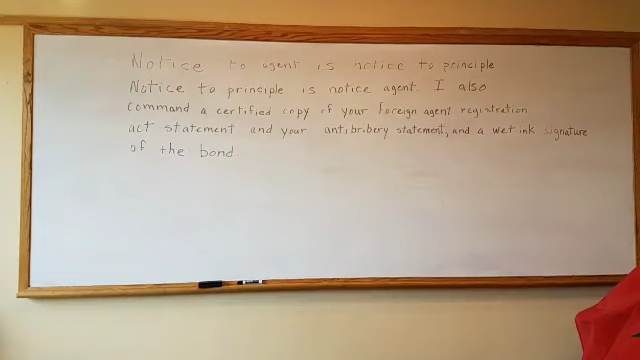 Notice to agent is notice to principle
Notice to principle is notice agent. I also
command a certified copy of your foreign agent registration
act statement and your antibribery statement, and a wet ink signature
of the bond.